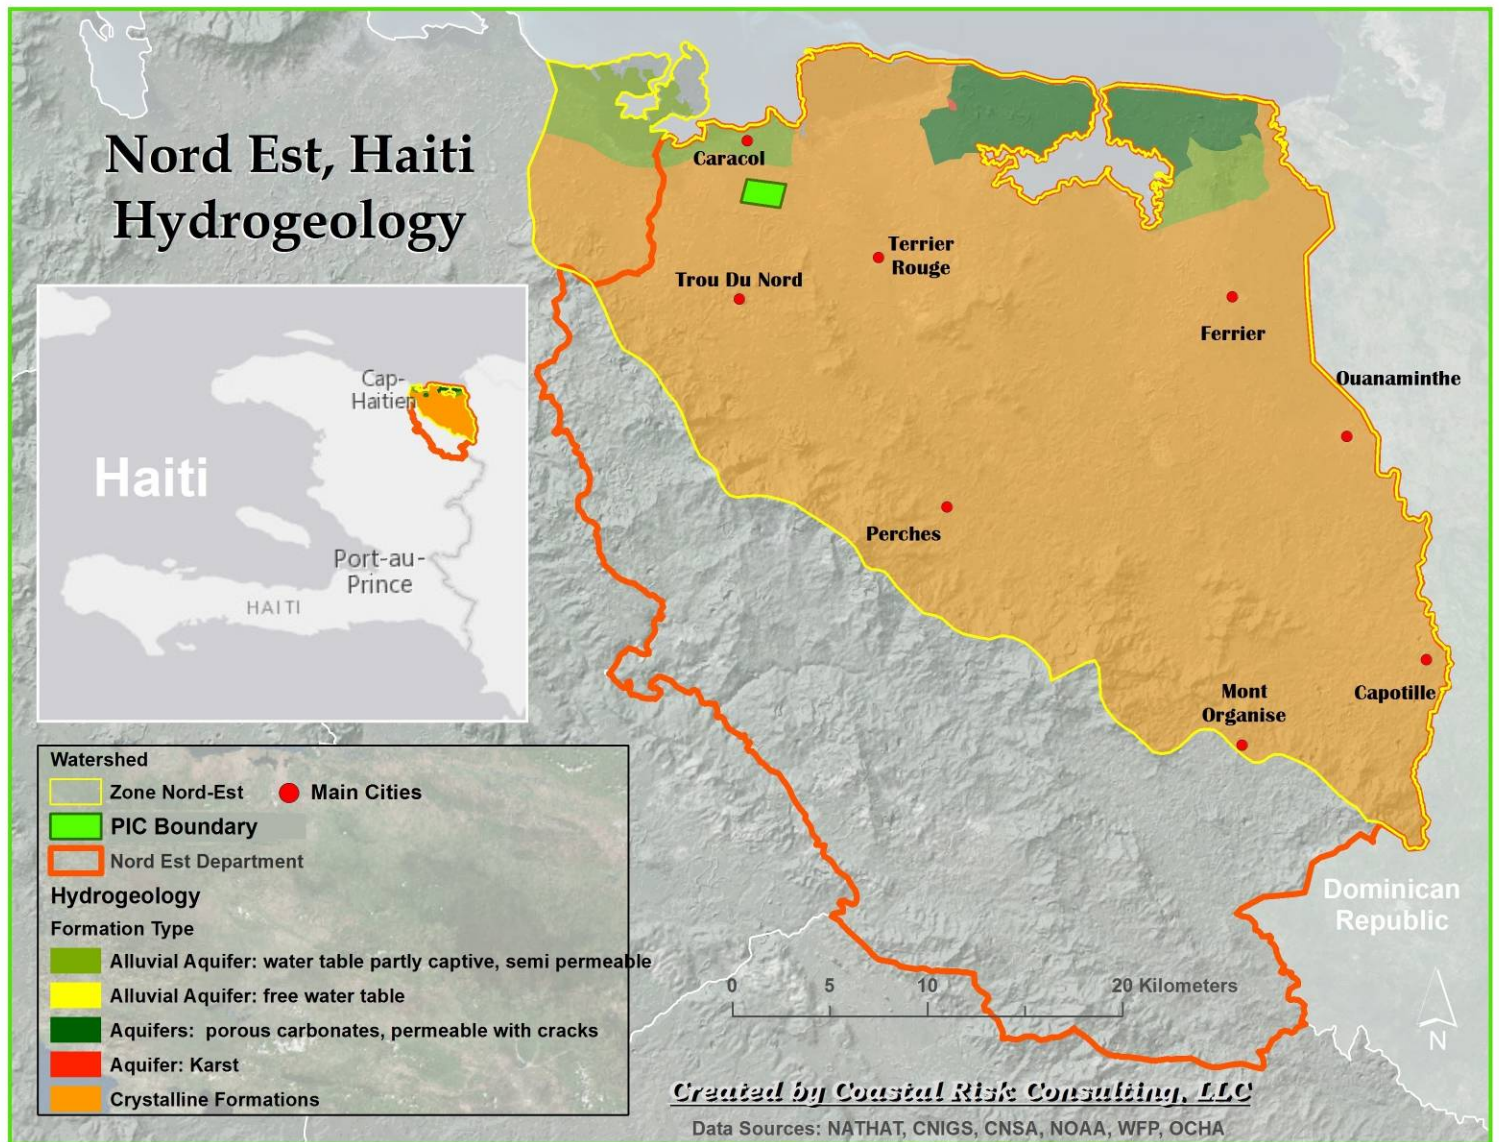 Nord Est, Haiti
Hydrogeology
Caracol
Terrier
Rouge
Trou Du Nord
Ferrier
Ouanaminthe
Perches
Mont
Organise
Capotille
Cap-
Haitien
Haiti
Port-au-
Prince
HAITI
Watershed
Zone Nord-Est
Main Cities
PIC Boundary
Nord Est Department
Hydrogeology
Formation Type
Alluvial Aquifer: water table partly captive, semi permeable
Alluvial Aquifer: free water table
Aquifers: porous carbonates, permeable with cracks
Aquifer: Karst
Crystalline Formations
Dominican
Republic
0 5 10 20 Kilometers
N
Created by Coastal Risk Consulting, LLC
Data Sources: NATHAT, CNIGS, CNSA, NOAA, WFP, OCHA